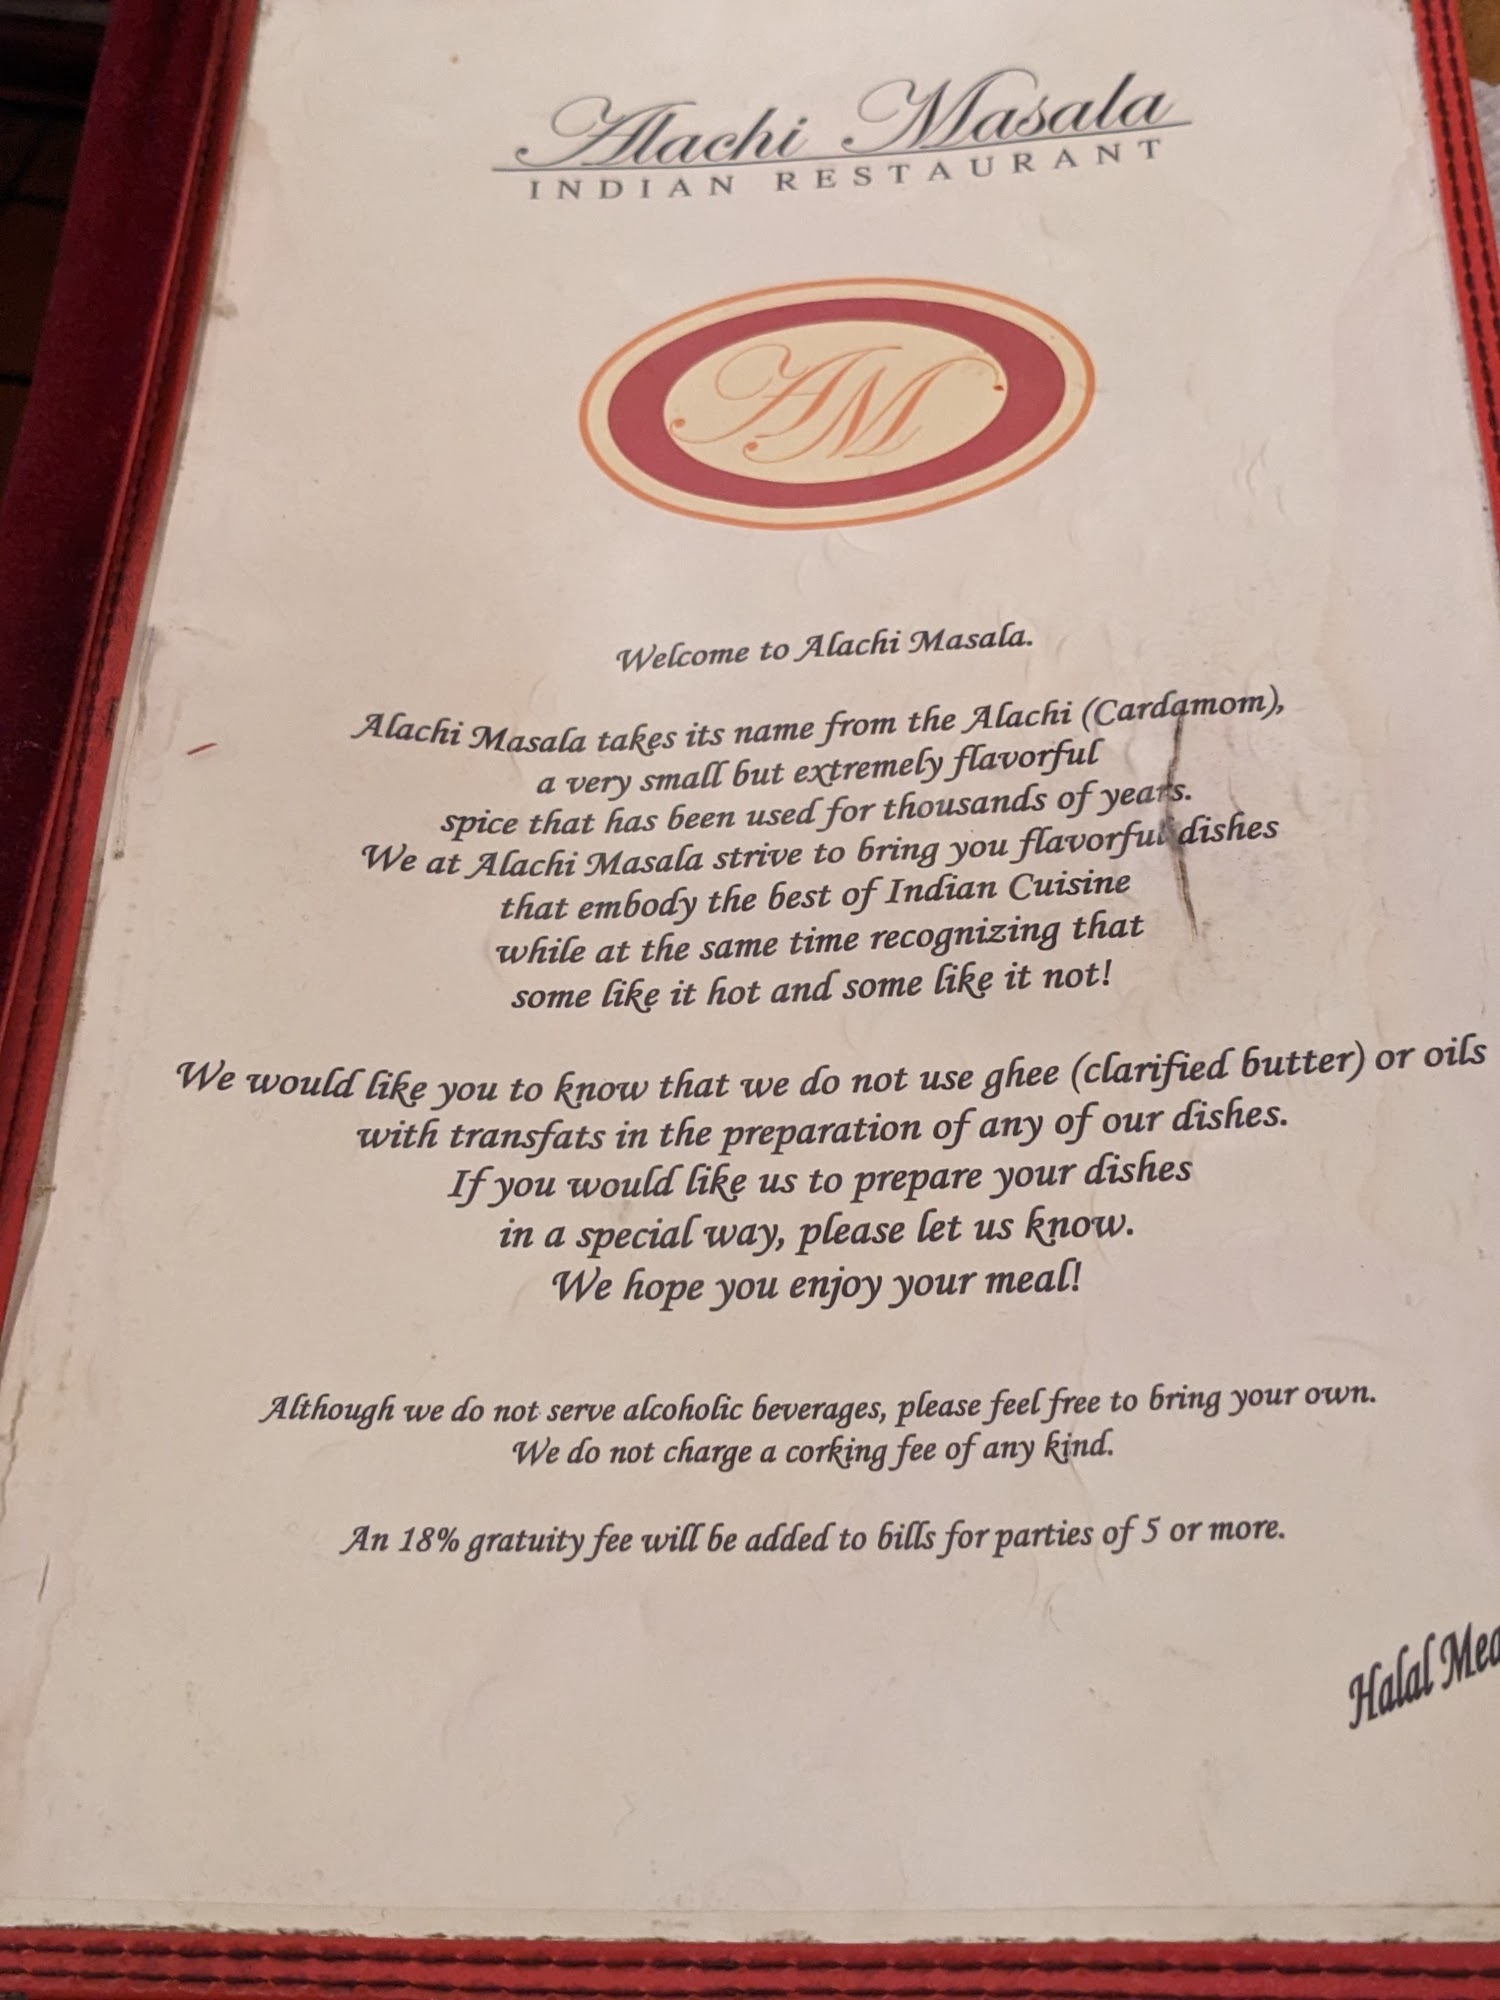 Alachi Masala
INDIAN RESTAURANT
AM
Welcome to Alachi Masala.
Alachi Masala takes its name from the Alachi (Cardamom),
a very small but extremely flavorful
spice that has been used for thousands of years.
We at Alachi Masala strive to bring you flavorful dishes
that embody the best of Indian Cuisine
while at the same time recognizing that
some like it hot and some like it not!
We would like you to know that we do not use ghee (clarified butter) or oils
with transfats in the preparation of any of our dishes.
If you would like us to prepare your dishes
in a special way, please let us know.
We hope you enjoy your meal!
Although we do not serve alcoholic beverages, please feel free to bring your own.
We do not charge a corking fee of any kind.
An 18% gratuity fee will be added to bills for parties of 5 or more.
Halal